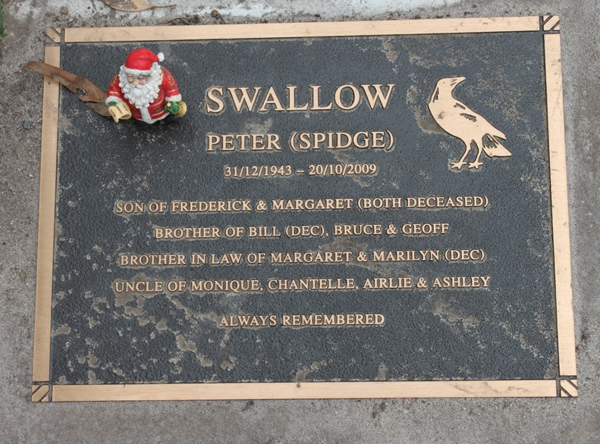 SWALLOW
PETER (SPIDGE)
31/12/1943 – 20/10/2009
SON OF FREDERICK & MARGARET (BOTH DECEASED)
BROTHER OF BILL (DEC), BRUCE & GEOFF
BROTHER IN LAW OF MARGARET & MARILYN (DEC)
UNCLE OF MONIQUE, CHANTELLE, AIRLIE & ASHLEY
ALWAYS REMEMBERED